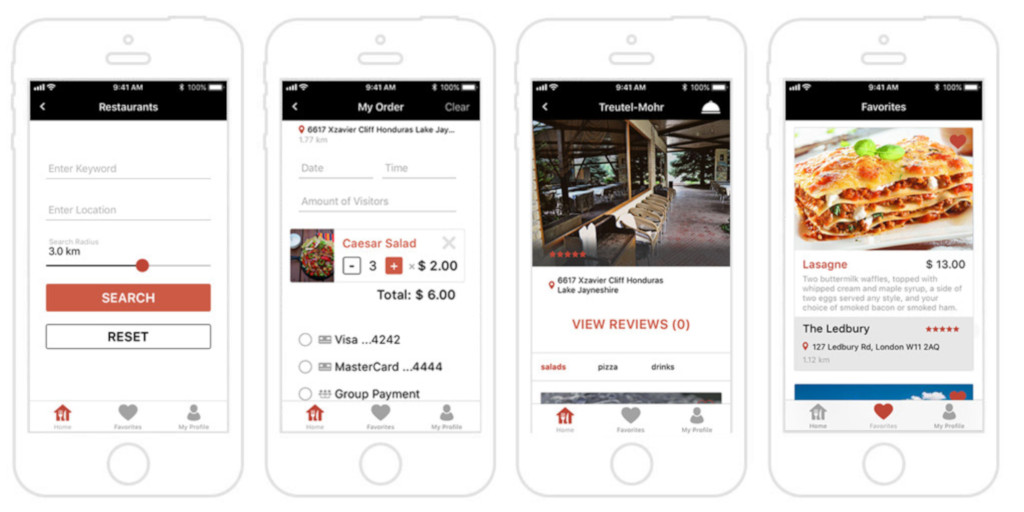 9:41 AM 100%
Restaurants
Enter Keyword
Enter Location
Search Radius
3.0 km
SEARCH
RESET
Home Favorites My Profile
9:41 AM 100%
My Order Clear
6617 Xzavier Cliff Honduras Lake Jay...
1.77 km
Date Time
Amount of Visitors
Caesar Salad
- 3 + × $ 2.00
Total: $ 6.00
Visa ...4242
MasterCard ...4444
Group Payment
Home Favorites My Profile
9:41 AM 100%
Treutel-Mohr
6617 Xzavier Cliff Honduras
Lake Jayneshire
VIEW REVIEWS (0)
salads pizza drinks
Home Favorites My Profile
9:41 AM 100%
Favorites
Lasagne $ 13.00
Two buttermilk waffles, topped with
whipped cream and maple syrup, a side of
two eggs served any style, and your
choice of smoked bacon or smoked ham.
The Ledbury
127 Ledbury Rd, London W11 2AQ
1.12 km
Home Favorites My Profile